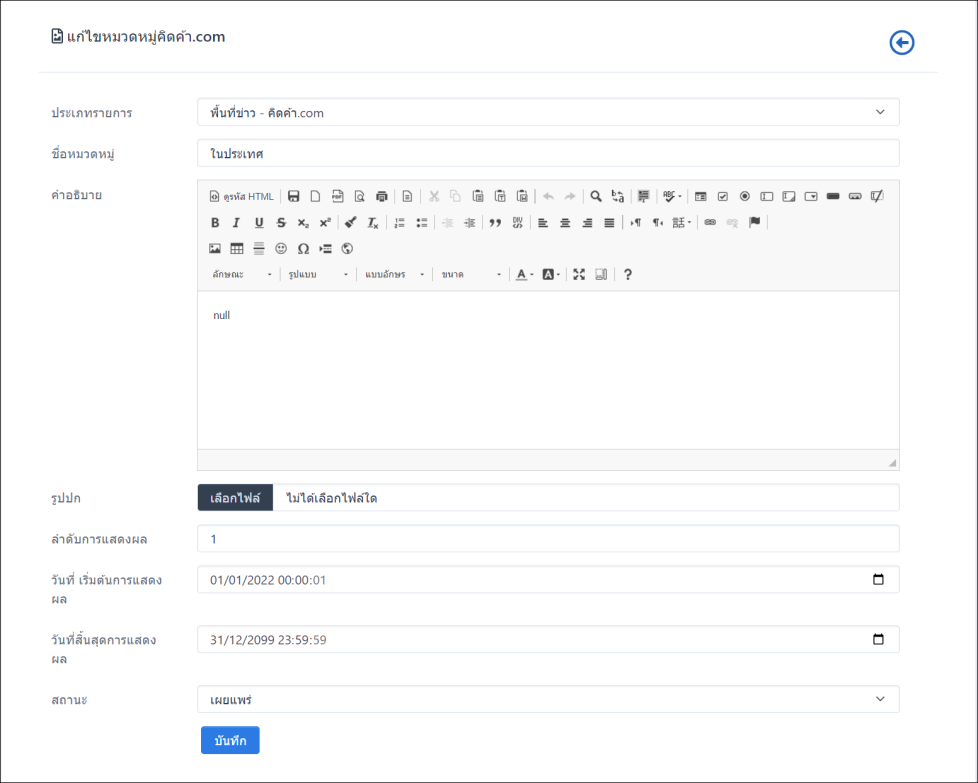 แก้ไขหมวดหมู่คิดค้า.com
ประเภทรายการ
พื้นที่ข่าว - คิดค้า.com
ชื่อหมวดหมู่
ในประเทศ
คำอธิบาย
ดูรหัส HTML
ลักษณะ รูปแบบ แบบอักษร ขนาด
null
รูปปก
เลือกไฟล์ ไม่ได้เลือกไฟล์ใด
ลำดับการแสดงผล
1
วันที่ เริ่มต้นการแสดง
ผล
01/01/2022 00:00:01
วันที่สิ้นสุดการแสดง
ผล
31/12/2099 23:59:59
สถานะ
เผยแพร่
บันทึก